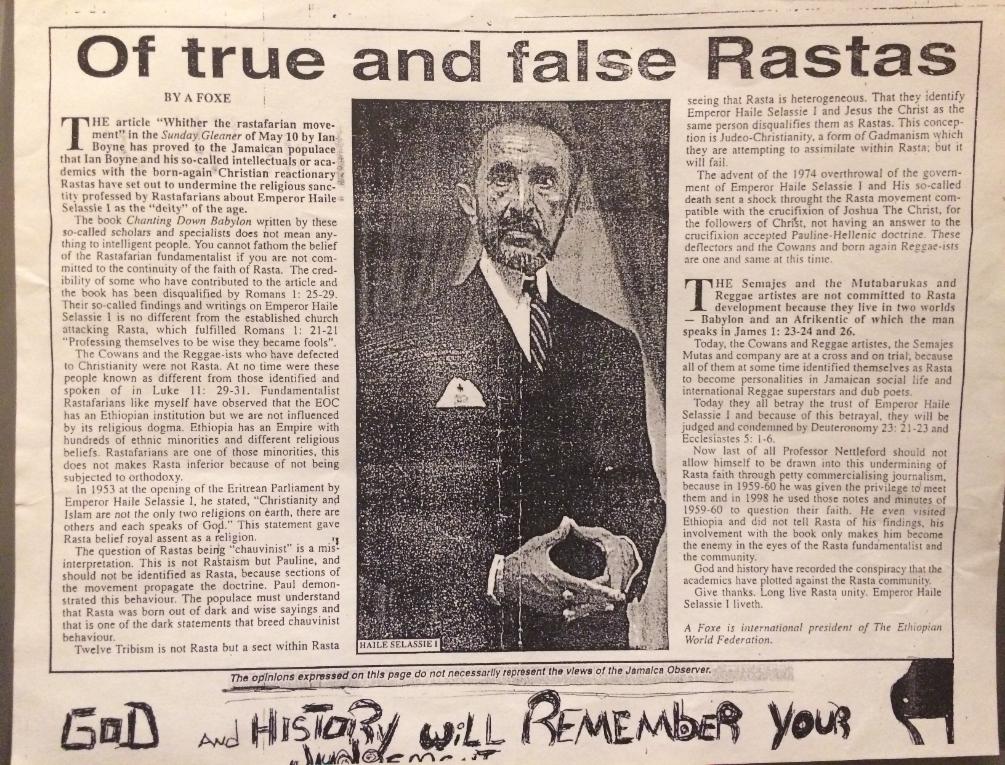 Of true and false Rastas
BY A FOXE
THE article “Whither the rastafarian move-
ment” in the Sunday Gleaner of May 10 by Ian
Boyne has proved to the Jamaican populace
that Ian Boyne and his so-called intellectuals or aca-
demics with the born-again Christian reactionary
Rastas have set out to undermine the religious sanc-
tity professed by Rastafarians about Emperor Haile
Selassie I as the “deity” of the age.
The book Chanting Down Babylon written by these
so-called scholars and specialists does not mean any-
thing to intelligent people. You cannot fathom the belief
of the Rastafarian fundamentalist if you are not com-
mitted to the continuity of the faith of Rasta. The cred-
ibility of some who have contributed to the article and
the book has been disqualified by Romans 1: 25-29.
Their so-called findings and writings on Emperor Haile
Selassie I is no different from the established church
attacking Rasta, which fulfilled Romans 1: 21-21
“Professing themselves to be wise they became fools”.
The Cowans and the Reggae-ists who have defected
to Christianity were not Rasta. At no time were these
people known as different from those identified and
spoken of in Luke 11: 29-31. Fundamentalist
Rastafarians like myself have observed that the EOC
has an Ethiopian institution but we are not influenced
by its religious dogma. Ethiopia has an Empire with
hundreds of ethnic minorities and different religious
beliefs. Rastafarians are one of those minorities, this
does not makes Rasta inferior because of not being
subjected to orthodoxy.
In 1953 at the opening of the Eritrean Parliament by
Emperor Haile Selassie I, he stated, “Christianity and
Islam are not the only two religions on earth, there are
others and each speaks of God.” This statement gave
Rasta belief royal assent as a religion.
The question of Rastas being “chauvinist” is a mis-
interpretation. This is not Rastaism but Pauline, and
should not be identified as Rasta, because sections of
the movement propagate the doctrine. Paul demon-
strated this behaviour. The populace must understand
that Rasta was born out of dark and wise sayings and
that is one of the dark statements that breed chauvinist
behaviour.
Twelve Tribism is not Rasta but a sect within Rasta
HAILE SELASSIE I
seeing that Rasta is heterogeneous. That they identify
Emperor Haile Selassie I and Jesus the Christ as the
same person disqualifies them as Rastas. This concep-
tion is Judeo-Christianity, a form of Gadmanism which
they are attempting to assimilate within Rasta; but it
will fail.
The advent of the 1974 overthrowal of the govern-
ment of Emperor Haile Selassie I and His so-called
death sent a shock throught the Rasta movement com-
patible with the crucifixion of Joshua The Christ, for
the followers of Christ, not having an answer to the
crucifixion accepted Pauline-Hellenic doctrine. These
deflectors and the Cowans and born again Reggae-ists
are one and same at this time.
THE Semajes and the Mutabarukas and
Reggae artistes are not committed to Rasta
development because they live in two worlds
— Babylon and an Afrikentic of which the man
speaks in James 1: 23-24 and 26.
Today, the Cowans and Reggae artistes, the Semajes
Mutas and company are at a cross and on trial, because
all of them at some time identified themselves as Rasta
to become personalities in Jamaican social life and
international Reggae superstars and dub poets.
Today they all betray the trust of Emperor Haile
Selassie I and because of this betrayal, they will be
judged and condemned by Deuteronomy 23: 21-23 and
Ecclesiastes 5: 1-6.
Now last of all Professor Nettleford should not
allow himself to be drawn into this undermining of
Rasta faith through petty commercialising journalism,
because in 1959-60 he was given the privilege to meet
them and in 1998 he used those notes and minutes of
1959-60 to question their faith. He even visited
Ethiopia and did not tell Rasta of his findings, his
involvement with the book only makes him become
the enemy in the eyes of the Rasta fundamentalist and
the community.
God and history have recorded the conspiracy that the
academics have plotted against the Rasta community.
Give thanks. Long live Rasta unity. Emperor Haile
Selassie I liveth.
A Foxe is international president of The Ethiopian
World Federation.
The opinions expressed on this page do not necessarily represent the views of the Jamaica Observer.
GOD AND HISTORY WiLL REMEMBER YOUR